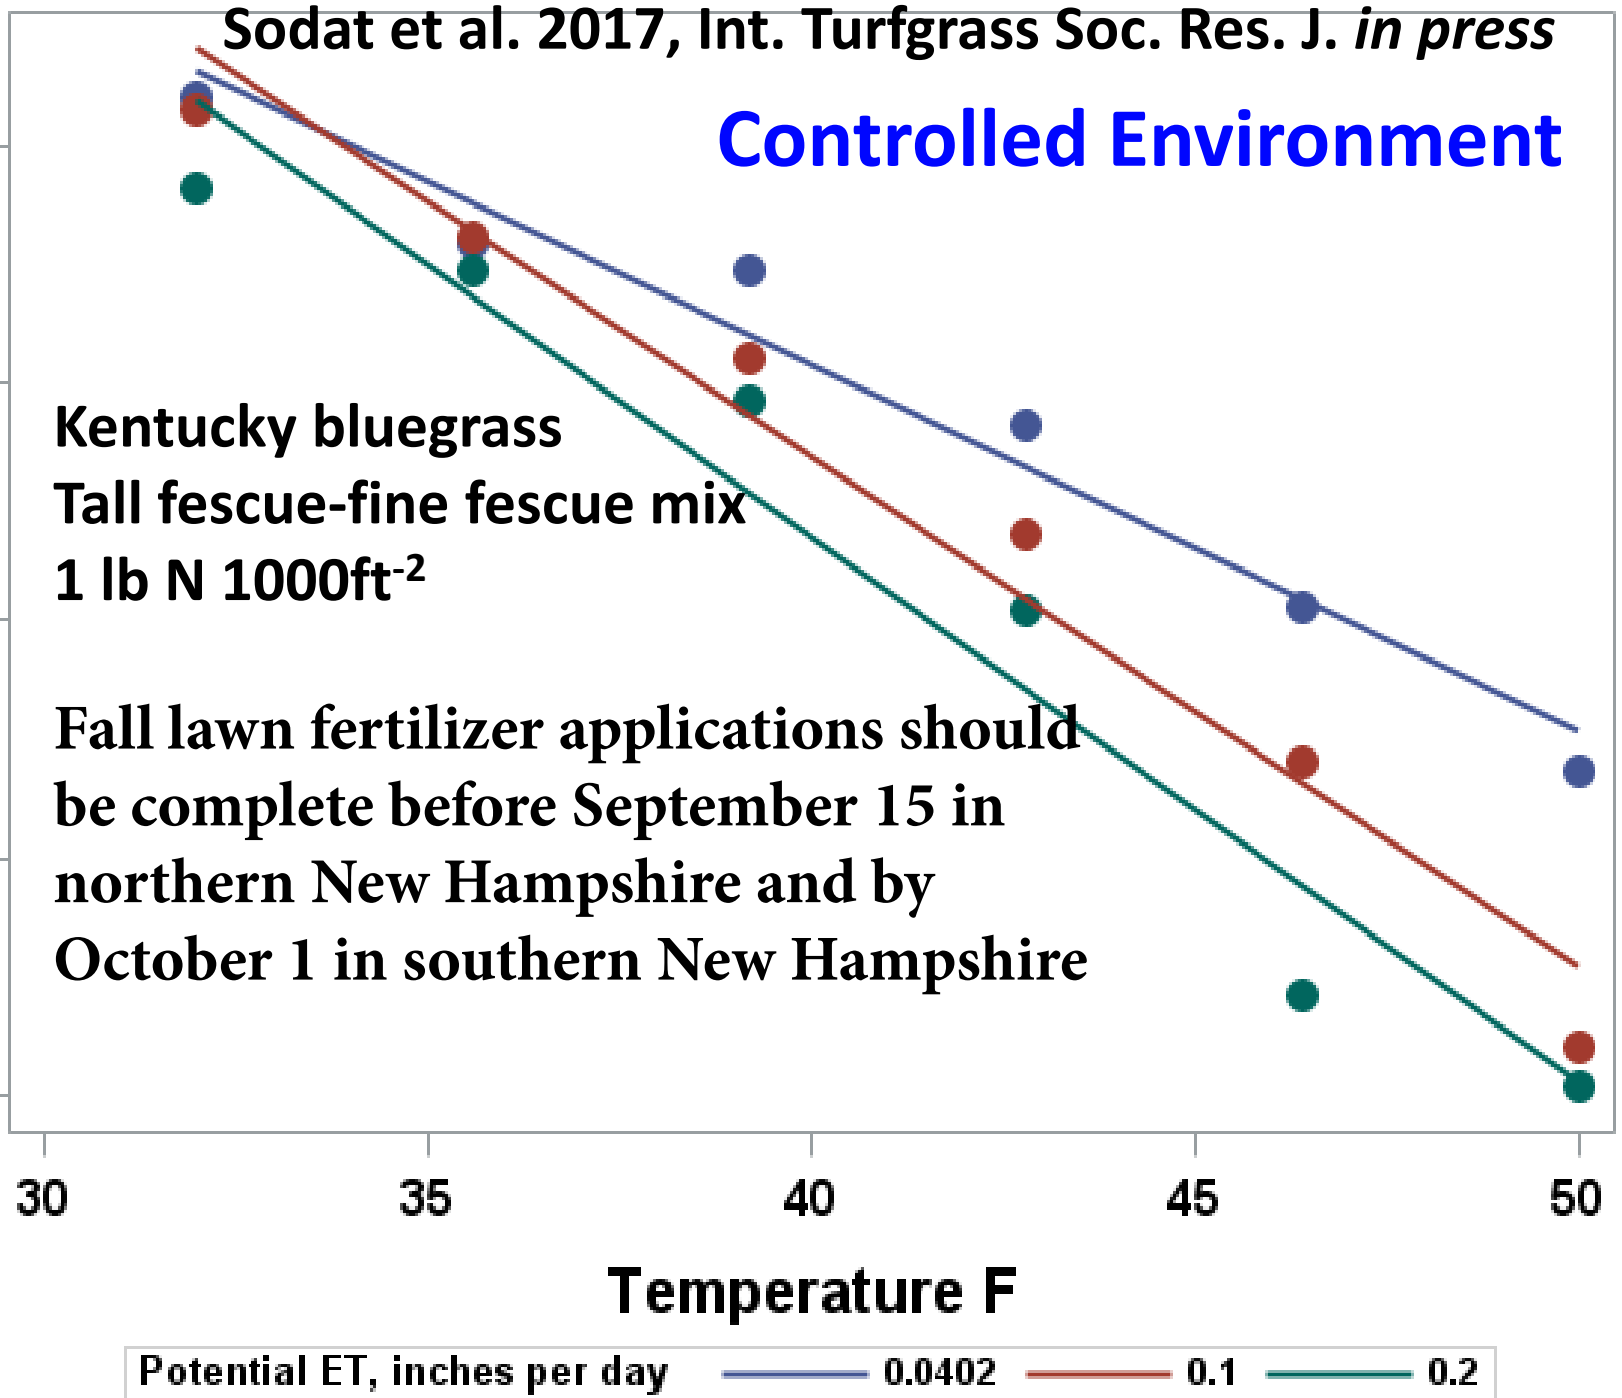 Sodat et al. 2017, Int. Turfgrass Soc. Res. J. in press
Controlled Environment
Kentucky bluegrass
Tall fescue-fine fescue mix
1 lb N 1000ft⁻²
Fall lawn fertilizer applications should
be complete before September 15 in
northern New Hampshire and by
October 1 in southern New Hampshire
30 35 40 45 50
Temperature F
Potential ET, inches per day 0.0402 0.1 0.2